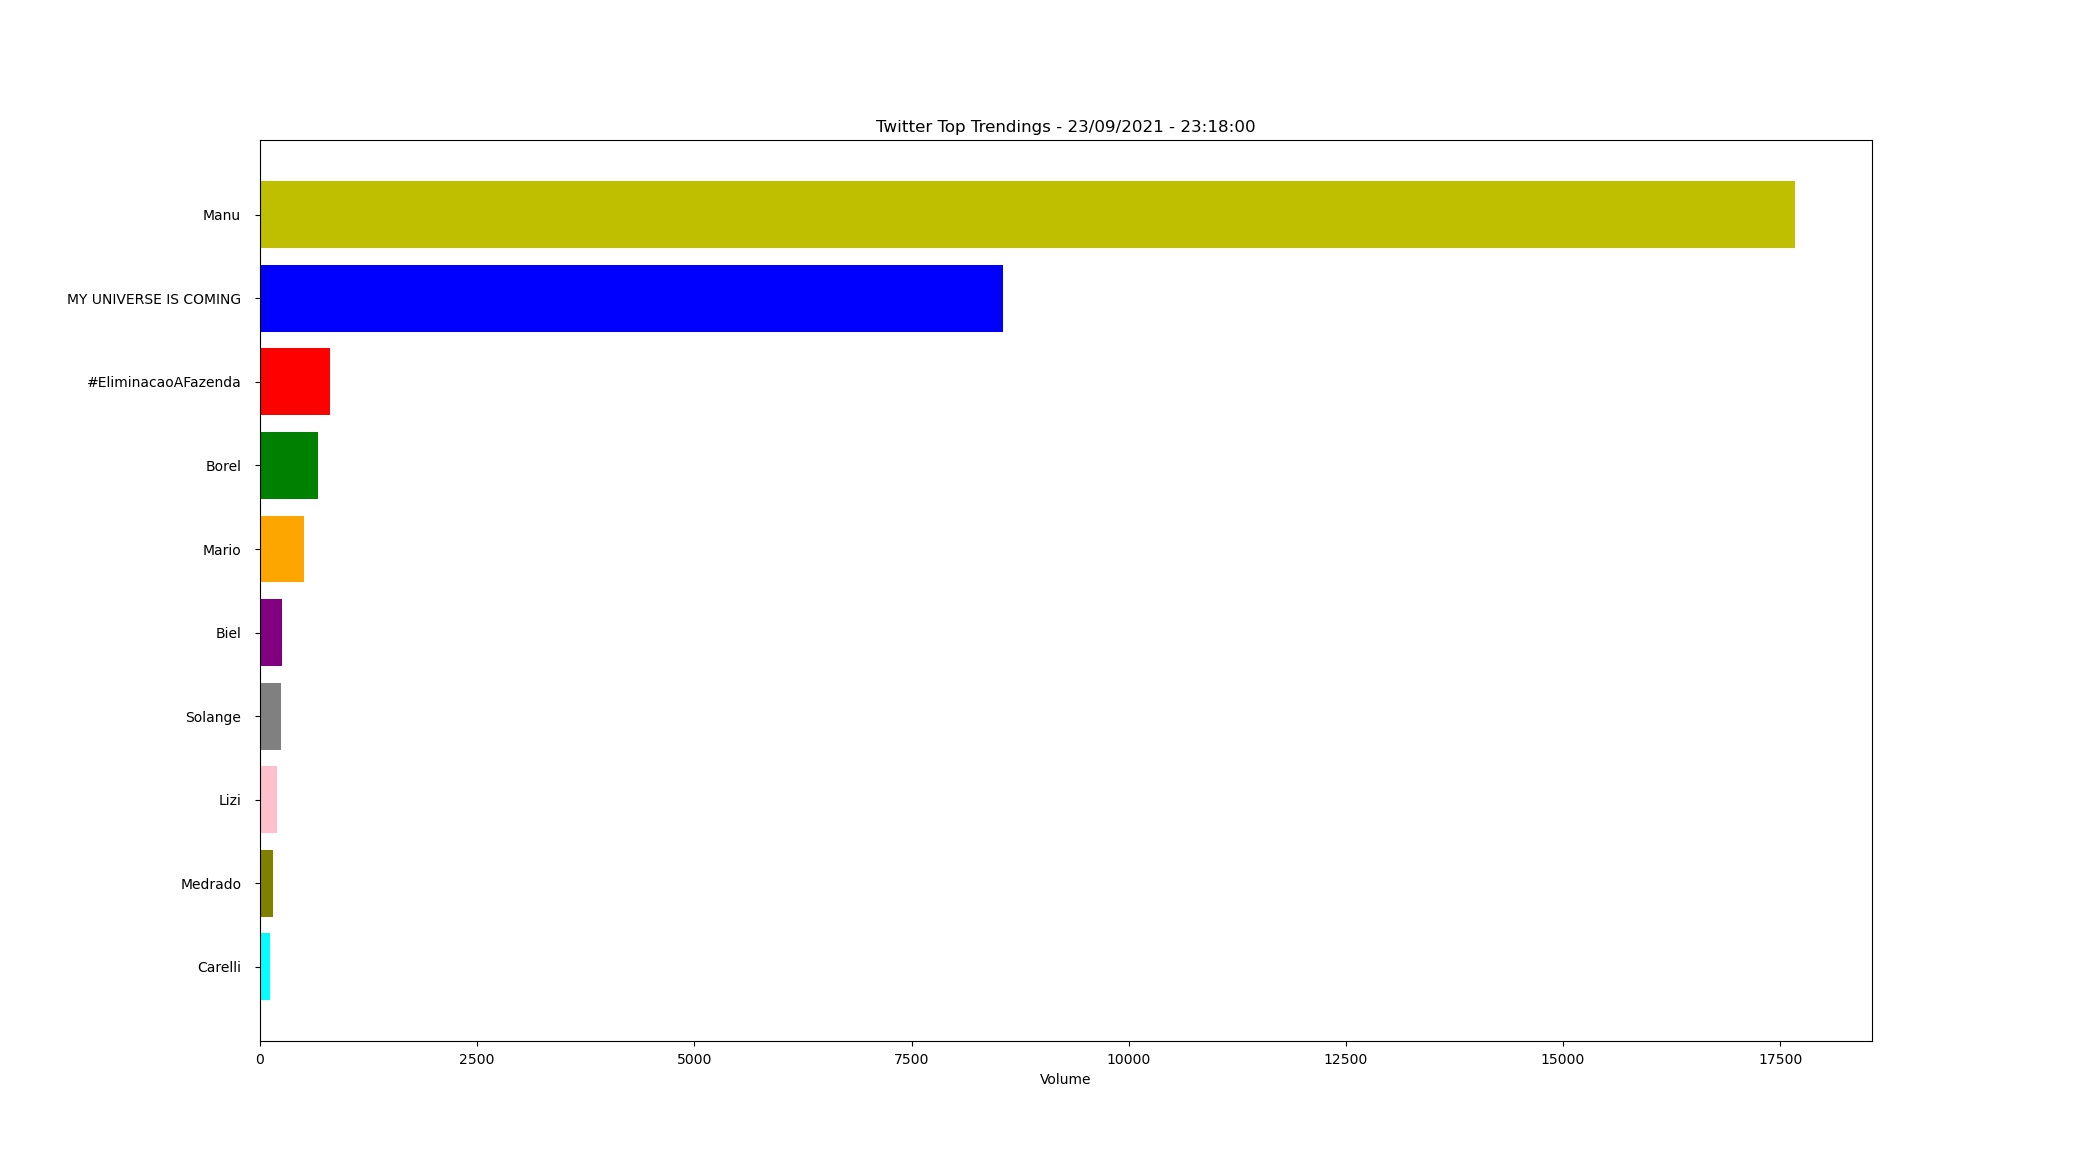 Twitter Top Trendings - 23/09/2021 - 23:18:00
Manu
MY UNIVERSE IS COMING
#EliminacaoAFazenda
Borel
Mario
Biel
Solange
Lizi
Medrado
Carelli
0 2500 5000 7500 10000 12500 15000 17500
Volume